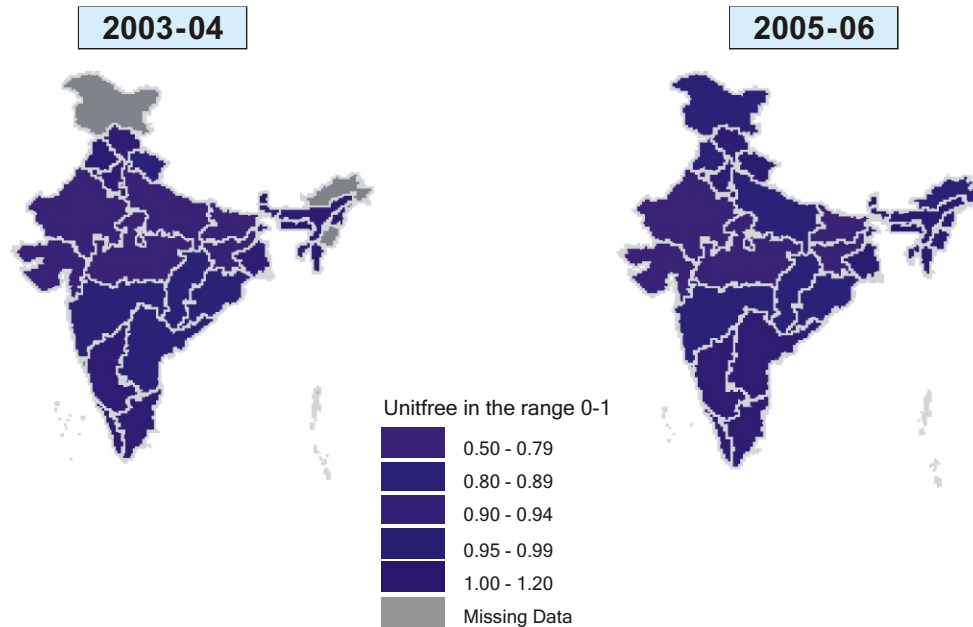 2003-04
2005-06
Unitfree in the range 0-1
0.50 - 0.79
0.80 - 0.89
0.90 - 0.94
0.95 - 0.99
1.00 - 1.20
Missing Data